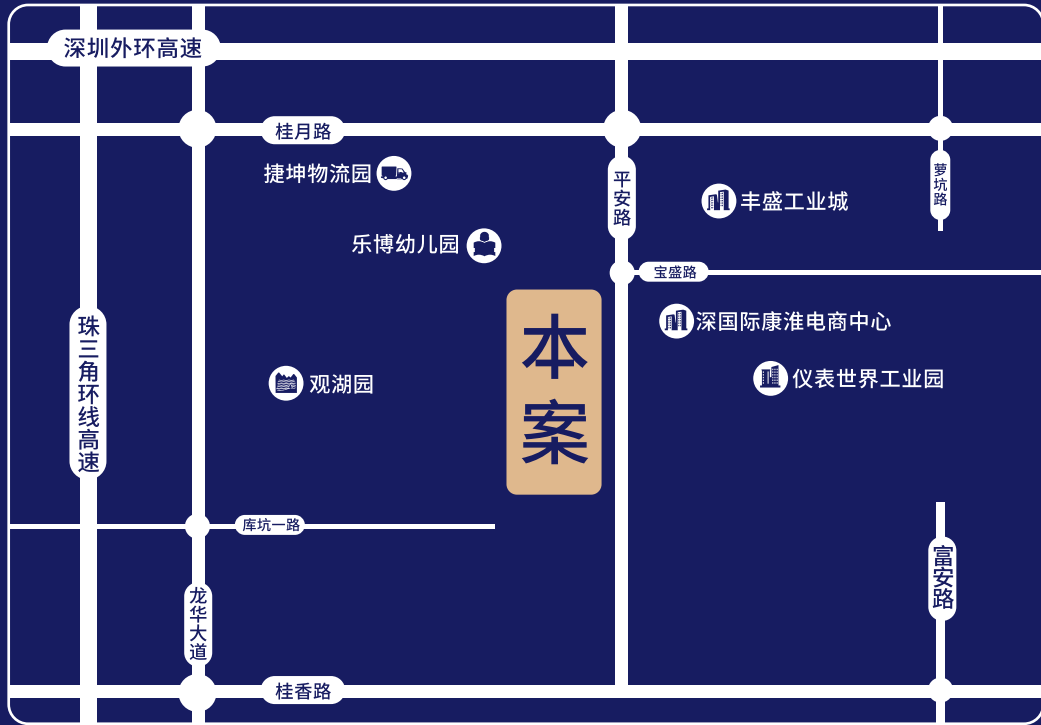 深圳外环高速
桂月路
捷坤物流园
平安路
萝坑路
丰盛工业城
乐博幼儿园
宝盛路
珠三角环线高速
本案
深国际康淮电商中心
观湖园
仪表世界工业园
库坑一路
富安路
龙华大道
桂香路